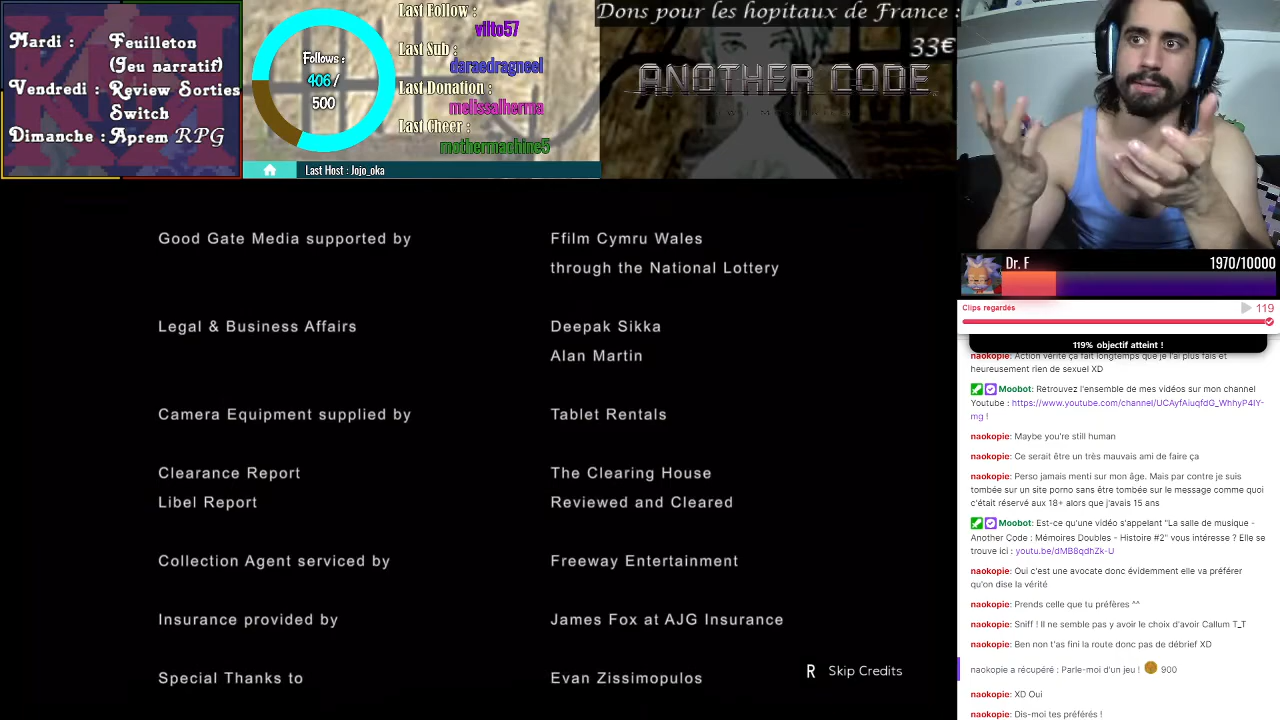 Mardi : Feuilleton
(Jeu narratif)
Vendredi : Review Sorties
Switch
Dimanche : Aprem RPG
Follows :
406 /
500
Last Follow :
vilto57
Last Sub :
daraedragneel
Last Donation :
melissalherma
Last Cheer :
mothermachine5
Last Host : Jojo_oka
Dons pour les hopitaux de France :
33€
ANOTHER CODE
Dr. F 1970/10000
Clips regardés 119
119% objectif atteint !
Good Gate Media supported by Ffilm Cymru Wales
through the National Lottery
Legal & Business Affairs Deepak Sikka
Alan Martin
Camera Equipment supplied by Tablet Rentals
Clearance Report The Clearing House
Libel Report Reviewed and Cleared
Collection Agent serviced by Freeway Entertainment
Insurance provided by James Fox at AJG Insurance
Special Thanks to Evan Zissimopulos
R Skip Credits
naokopie: Action vérité ça fait longtemps que je l'ai plus fais et
heureusement rien de sexuel XD
Moobot: Retrouvez l'ensemble de mes vidéos sur mon channel
Youtube : https://www.youtube.com/channel/UCAyfAiuqfdG_WhhyP4IY-
mg !
naokopie: Maybe you're still human
naokopie: Ce serait être un très mauvais ami de faire ça
naokopie: Perso jamais menti sur mon âge. Mais par contre je suis
tombée sur un site porno sans être tombée sur le message comme quoi
c'était réservé aux 18+ alors que j'avais 15 ans
Moobot: Est-ce qu'une vidéo s'appelant "La salle de musique -
Another Code : Mémoires Doubles - Histoire #2" vous intéresse ? Elle se
trouve ici : youtu.be/dMB8qdhZk-U
naokopie: Oui c'est une avocate donc évidemment elle va préférer
qu'on dise la vérité
naokopie: Prends celle que tu préfères ^^
naokopie: Sniff ! Il ne semble pas y avoir le choix d'avoir Callum T_T
naokopie: Ben non t'as fini la route donc pas de débrief XD
naokopie a récupéré : Parle-moi d'un jeu ! 900
naokopie: XD Oui
naokopie: Dis-moi tes préférés !